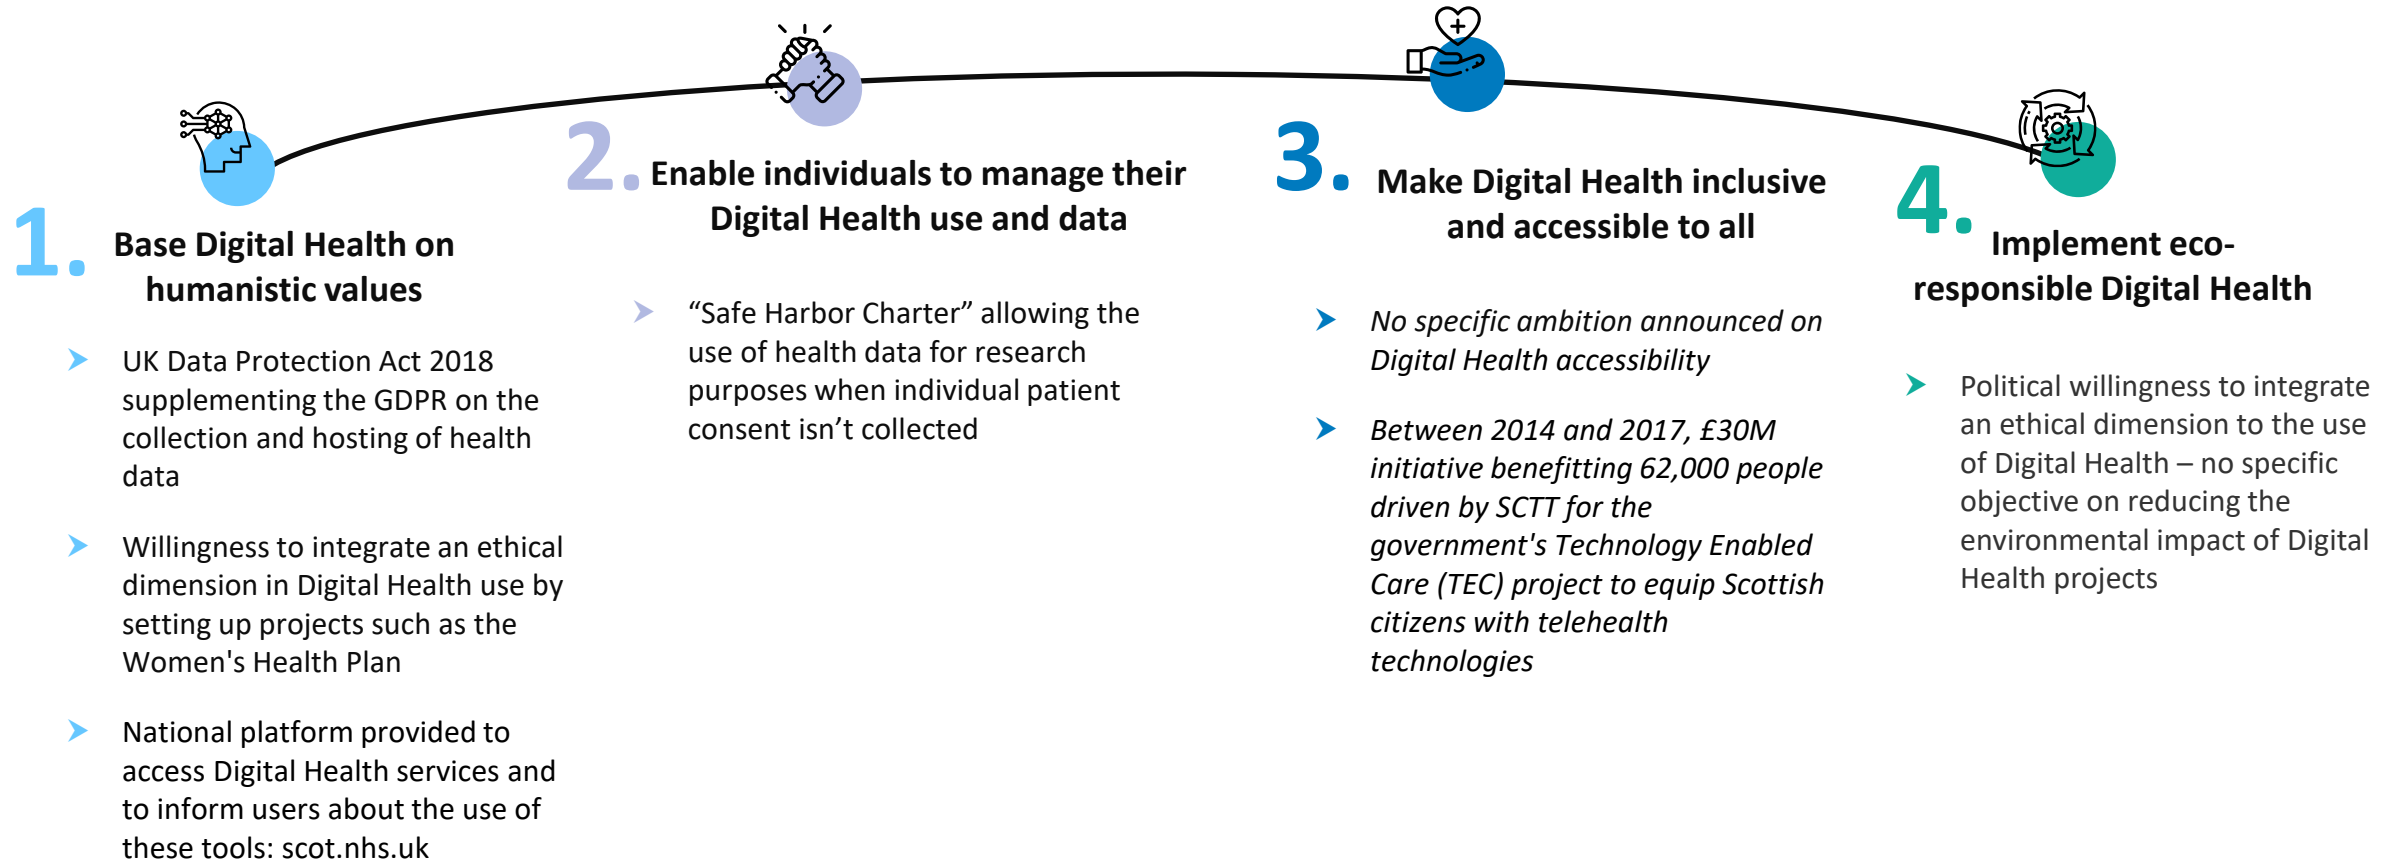 1.
Base Digital Health on
humanistic values
UK Data Protection Act 2018
supplementing the GDPR on the
collection and hosting of health
data
Willingness to integrate an ethical
dimension in Digital Health use by
setting up projects such as the
Women's Health Plan
National platform provided to
access Digital Health services and
to inform users about the use of
these tools: scot.nhs.uk
2.
Enable individuals to manage their
Digital Health use and data
“Safe Harbor Charter” allowing the
use of health data for research
purposes when individual patient
consent isn’t collected
3.
Make Digital Health inclusive
and accessible to all
No specific ambition announced on
Digital Health accessibility
Between 2014 and 2017, £30M
initiative benefitting 62,000 people
driven by SCTT for the
government's Technology Enabled
Care (TEC) project to equip Scottish
citizens with telehealth
technologies
4.
Implement eco-
responsible Digital Health
Political willingness to integrate
an ethical dimension to the use
of Digital Health – no specific
objective on reducing the
environmental impact of Digital
Health projects